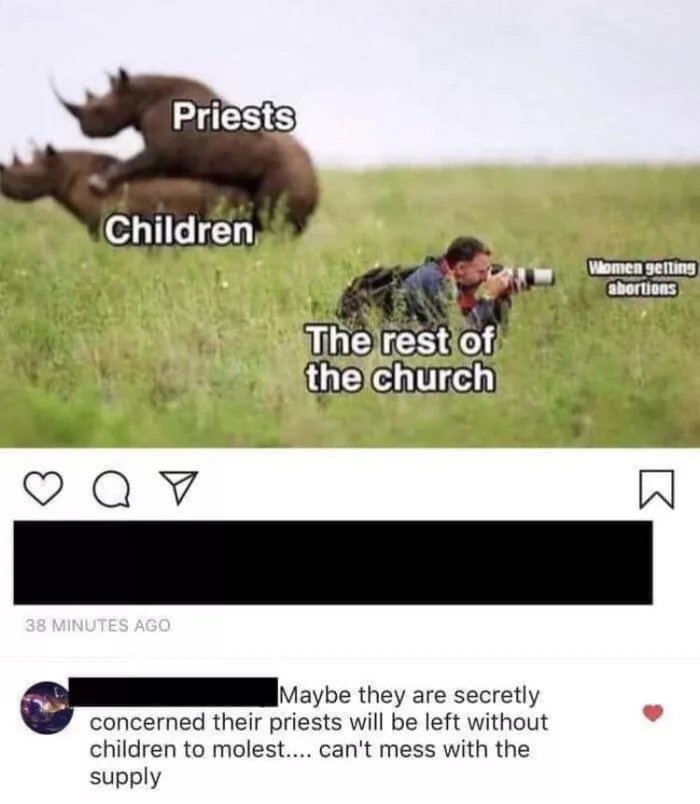 Priests
Children
Women getting
abortions
The rest of
the church
38 MINUTES AGO
Maybe they are secretly
concerned their priests will be left without
children to molest.... can't mess with the
supply